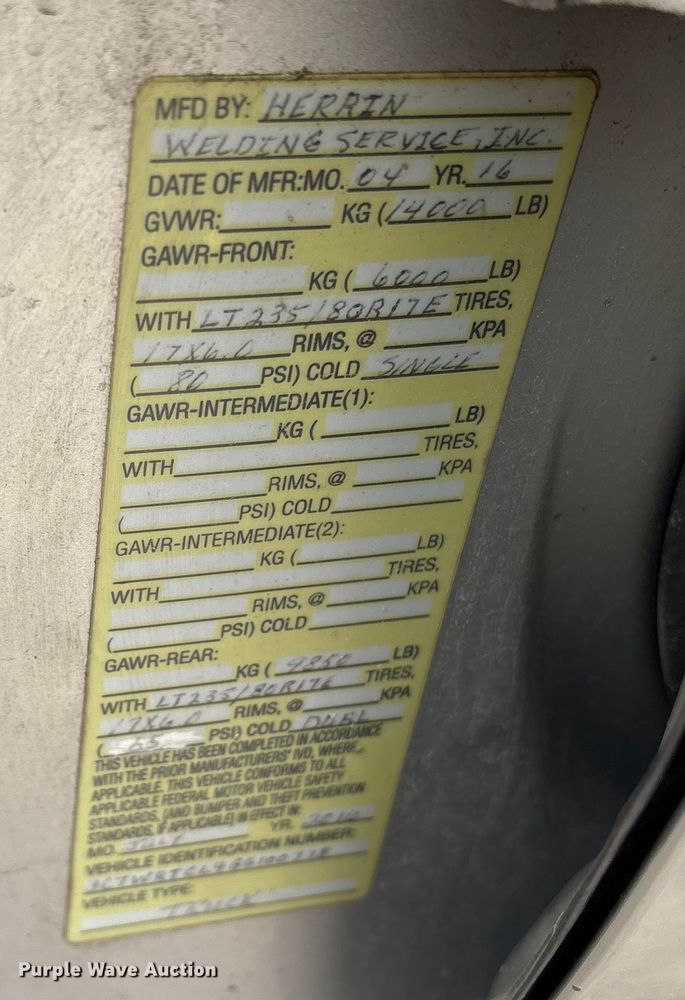 MFD BY: HERRIN
WELDING SERVICE, INC.
DATE OF MFR:MO. 04 YR. 16
GVWR: KG (14000 LB)
GAWR-FRONT:
KG ( 6000 LB)
WITH LT235/80R17E TIRES,
17X6.0 RIMS, @ KPA
( 80 PSI) COLD SINGLE
GAWR-INTERMEDIATE(1):
KG ( LB)
WITH TIRES,
RIMS, @ KPA
( PSI) COLD
GAWR-INTERMEDIATE(2):
KG ( LB)
WITH TIRES,
RIMS, @ KPA
( PSI) COLD
GAWR-REAR:
KG ( 9350 LB)
WITH LT235/80R17E TIRES,
17X6.0 RIMS, @ KPA
( 65 PSI) COLD DUAL
THIS VEHICLE HAS BEEN COMPLETED IN ACCORDANCE
WITH THE PRIOR MANUFACTURERS' IVD, WHERE
APPLICABLE. THIS VEHICLE CONFORMS TO ALL
APPLICABLE FEDERAL MOTOR VEHICLE SAFETY
STANDARDS, (AND BUMPER AND THEFT PREVENTION
STANDARDS, IF APPLICABLE) IN EFFECT IN:
MO. JULY YR.
VEHICLE IDENTIFICATION NUMBER:
VEHICLE TYPE:
TRUCK
Purple Wave Auction